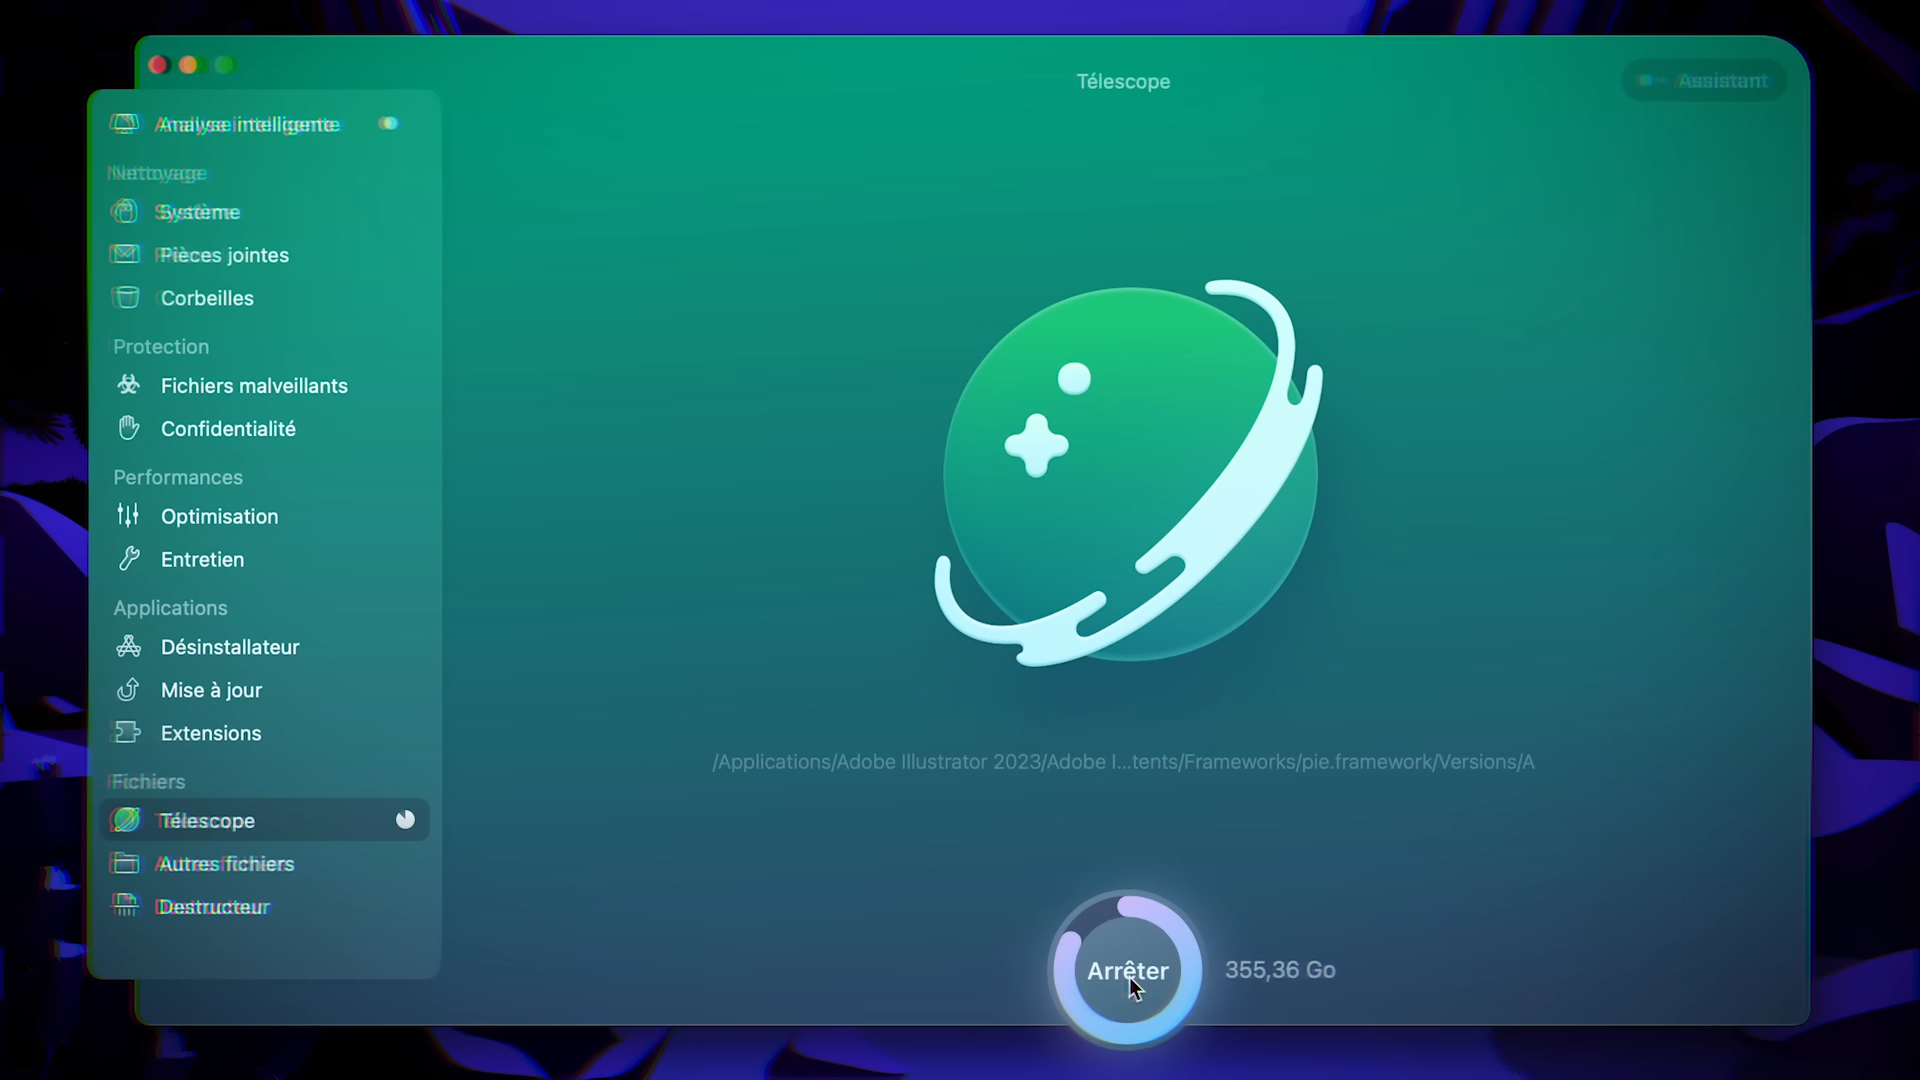 Télescope
Assistant
Analyse intelligente
Nettoyage
Système
Pièces jointes
Corbeilles
Protection
Fichiers malveillants
Confidentialité
Performances
Optimisation
Entretien
Applications
Désinstallateur
Mise à jour
Extensions
Fichiers
Télescope
Autres fichiers
Destructeur
/Applications/Adobe Illustrator 2023/Adobe I...tents/Frameworks/pie.framework/Versions/A
Arrêter
355,36 Go